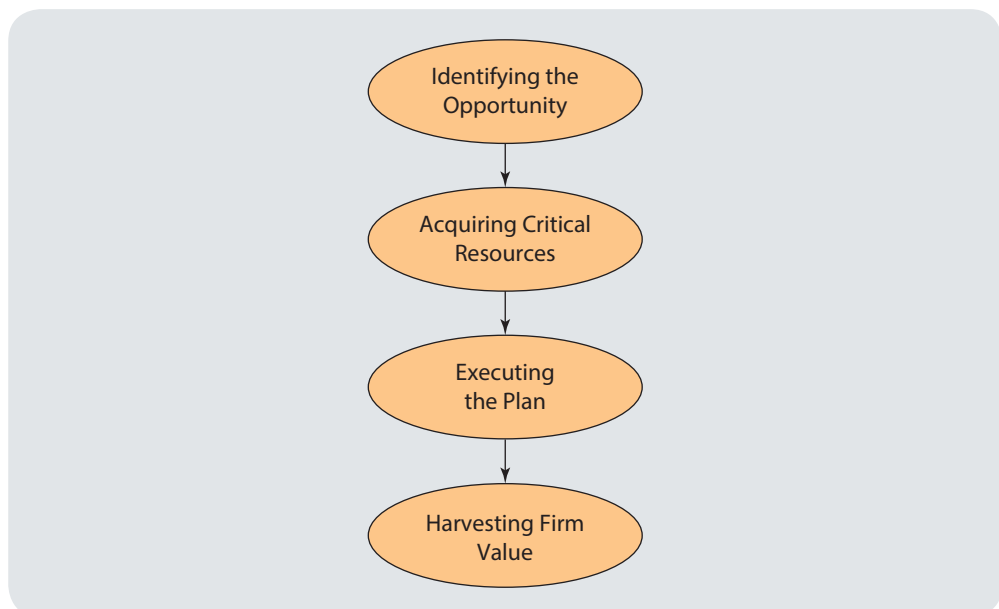 Identifying the
Opportunity
Acquiring Critical
Resources
Executing
the Plan
Harvesting Firm
Value